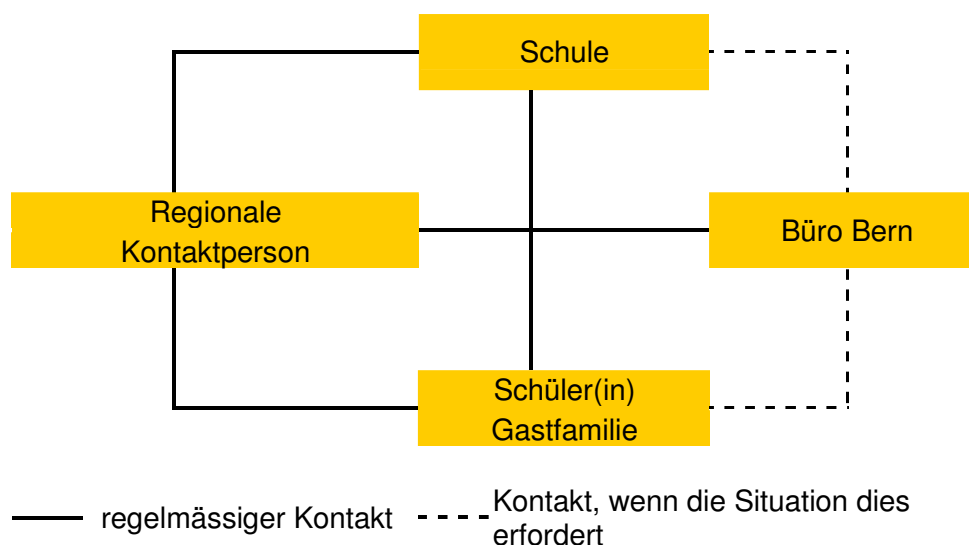 Schule
Regionale
Kontaktperson
Büro Bern
Schüler(in)
Gastfamilie
regelmässiger Kontakt
Kontakt, wenn die Situation dies
erfordert